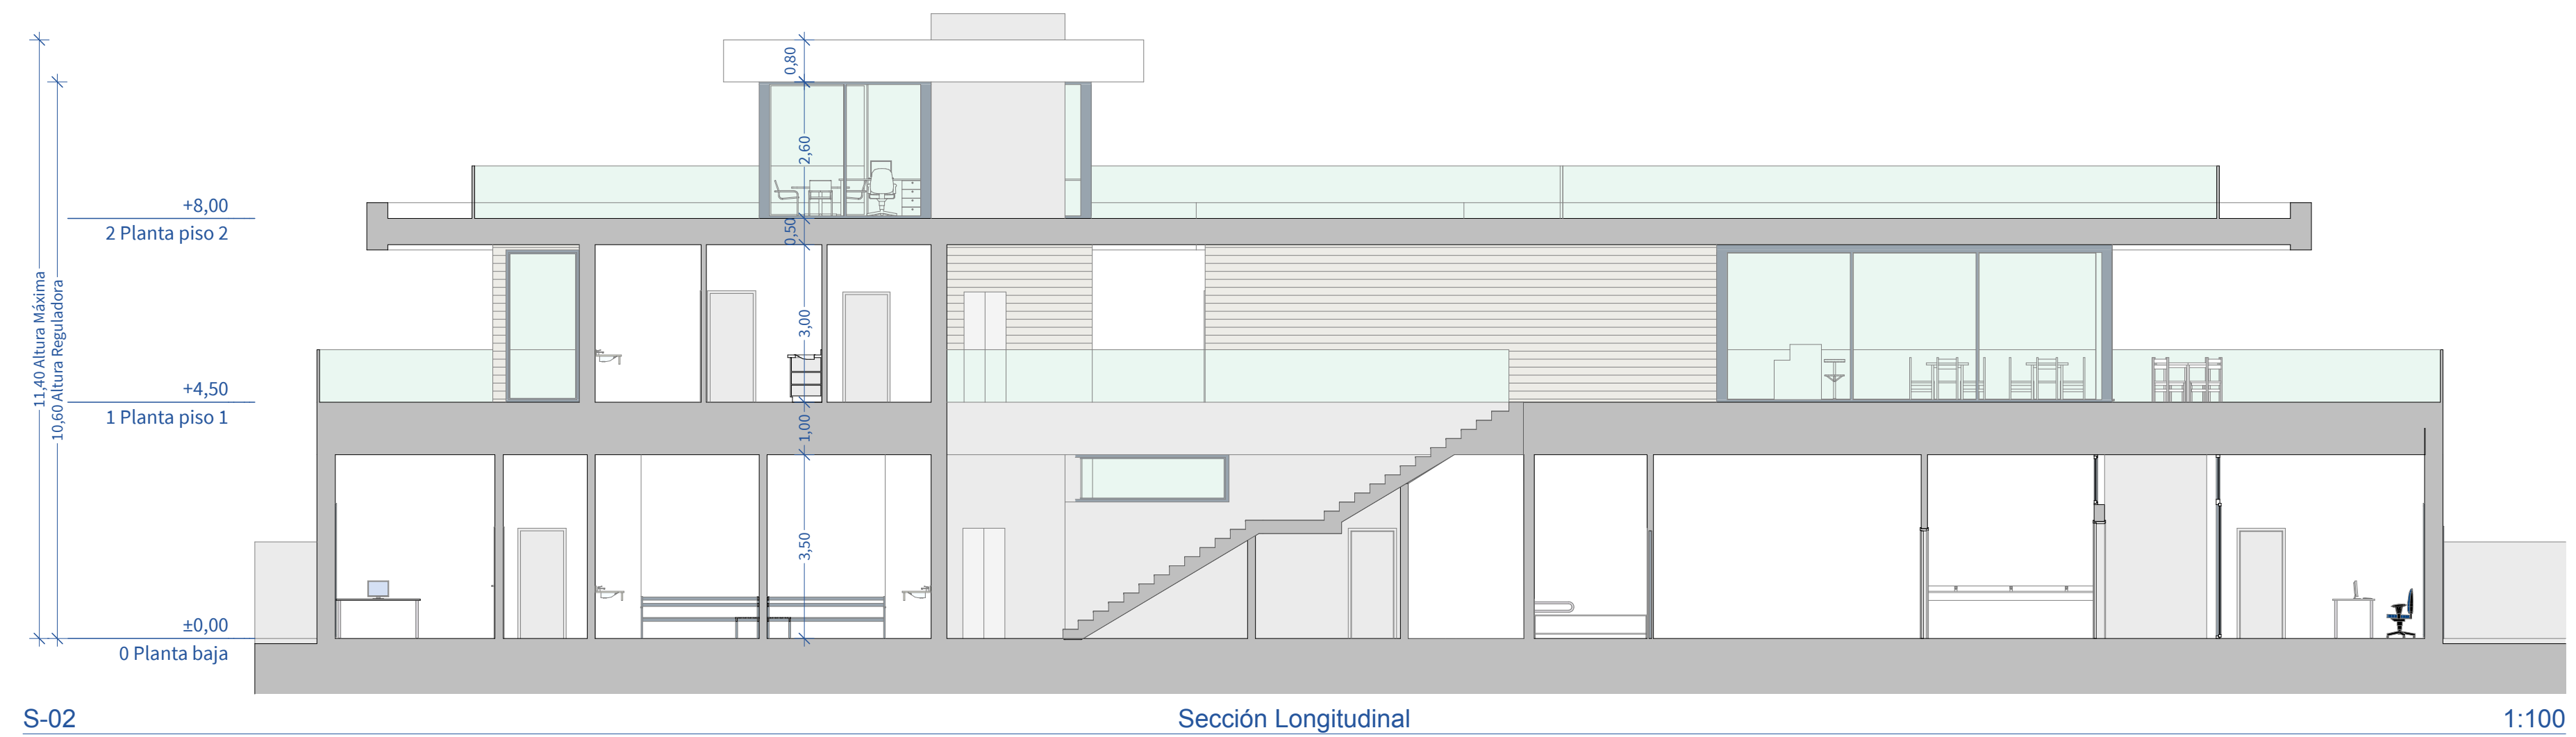 11,40 Altura Máxima
10,60 Altura Reguladora
0,80
2,60
+8,00
2 Planta piso 2
0,50
3,00
+4,50
1 Planta piso 1
1,00
3,50
±0,00
0 Planta baja
S-02
Sección Longitudinal
1:100